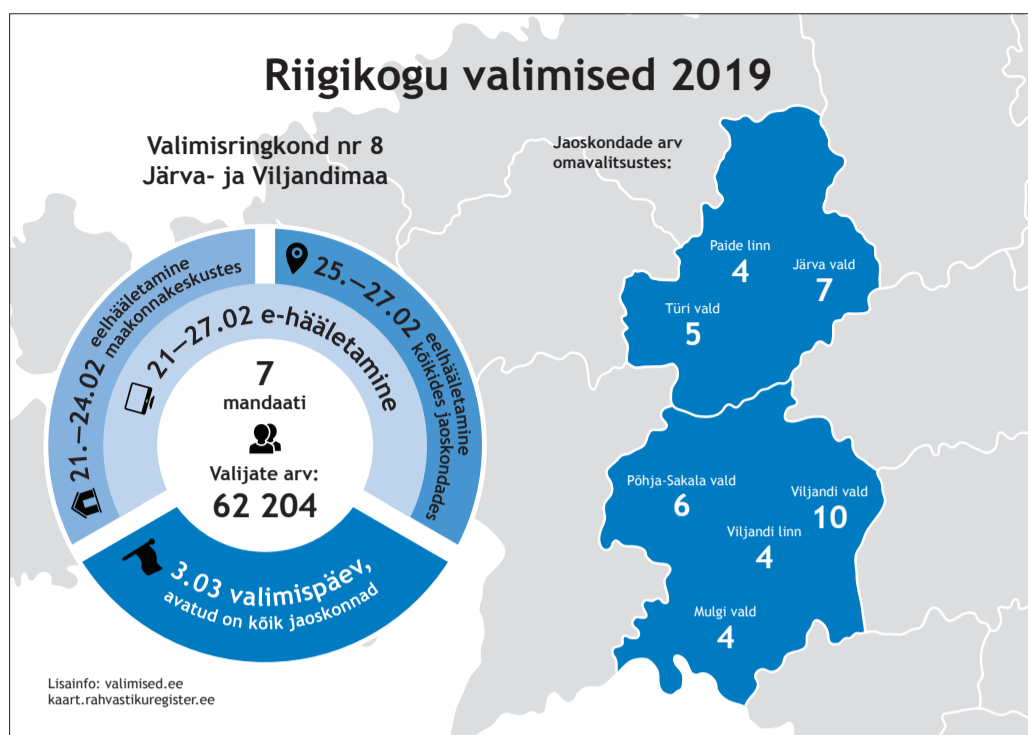 Riigikogu valimised 2019
Valimisringkond nr 8
Järva- ja Viljandimaa
Jaoskondade arv
omavalitsustes:
21.—24.02 eelhääletamine
maakonnakeskustes
25.—27.02 eelhääletamine
kõikides jaoskondades
21—27.02 e-hääletamine
7
mandaati
Valijate arv:
62 204
3.03 valimispäev,
avatud on kõik jaoskonnad
Paide linn
4
Järva vald
7
Türi vald
5
Põhja-Sakala vald
6
Viljandi vald
10
Viljandi linn
4
Mulgi vald
4
Lisainfo: valimised.ee
kaart.rahvastikuregister.ee